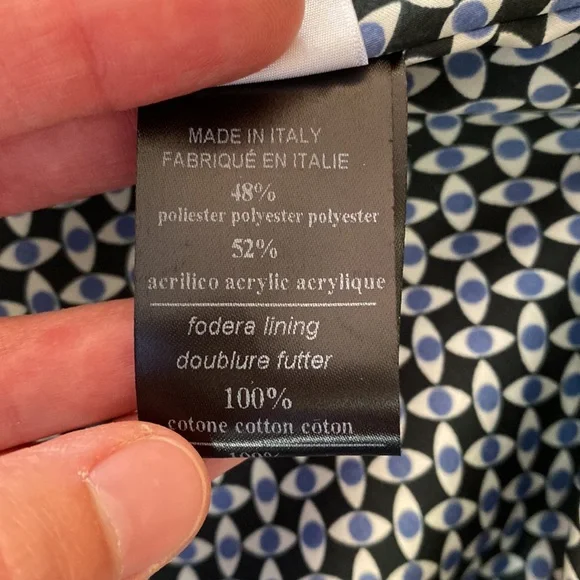 MADE IN ITALY
FABRIQUÉ EN ITALIE
48%
poliester polyester polyester
52%
acrilico acrylic acrylique
fodera lining
doublure futter
100%
cotone cotton coton
100%